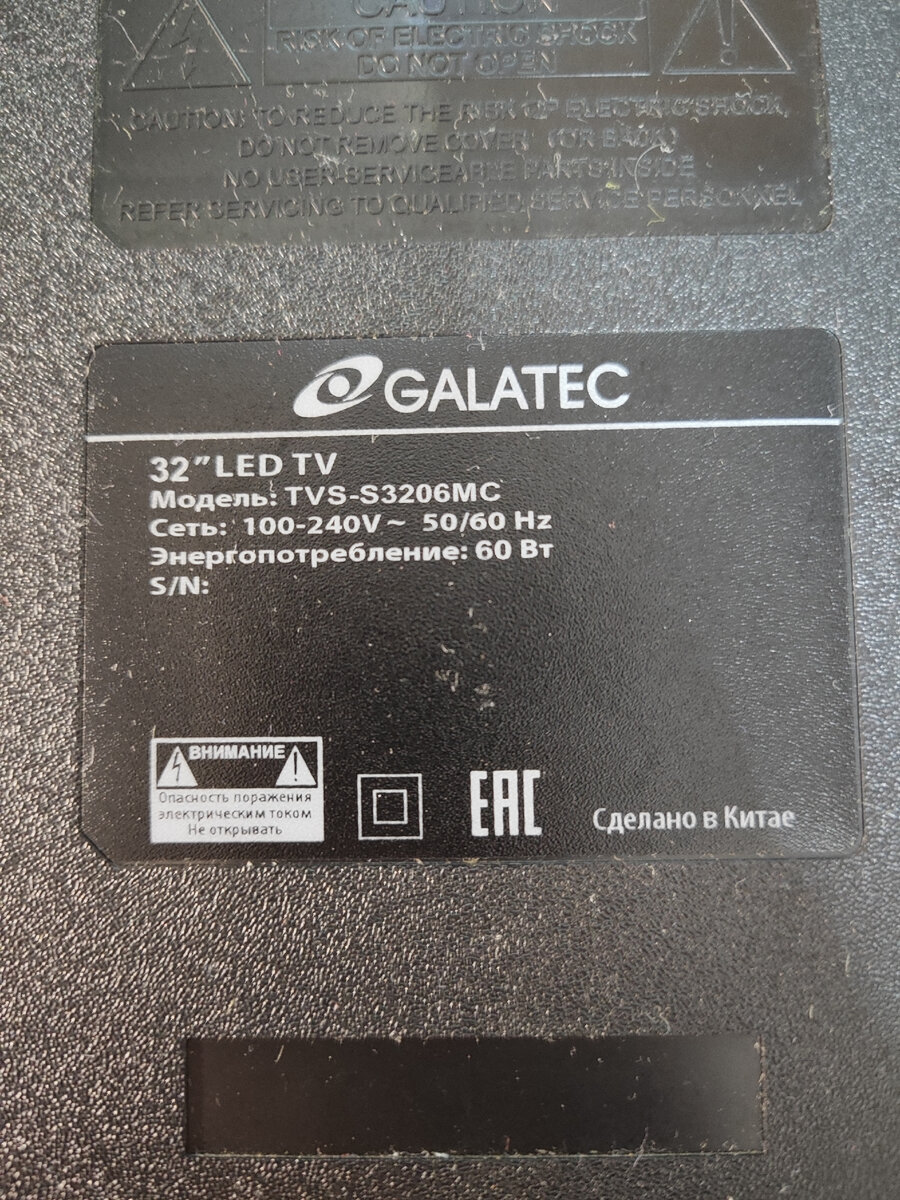 CAUTION
RISK OF ELECTRIC SHOCK
DO NOT OPEN
CAUTION: TO REDUCE THE RISK OF ELECTRIC SHOCK,
DO NOT REMOVE COVER (OR BACK)
NO USER-SERVICEABLE PARTS INSIDE
REFER SERVICING TO QUALIFIED SERVICE PERSONNEL
GALATEC
32" LED TV
Модель: TVS-S3206MC
Сеть: 100-240V~ 50/60 Hz
Энергопотребление: 60 Вт
S/N:
ВНИМАНИЕ
Опасность поражения
электрическим током
Не открывать
EAC
Сделано в Китае